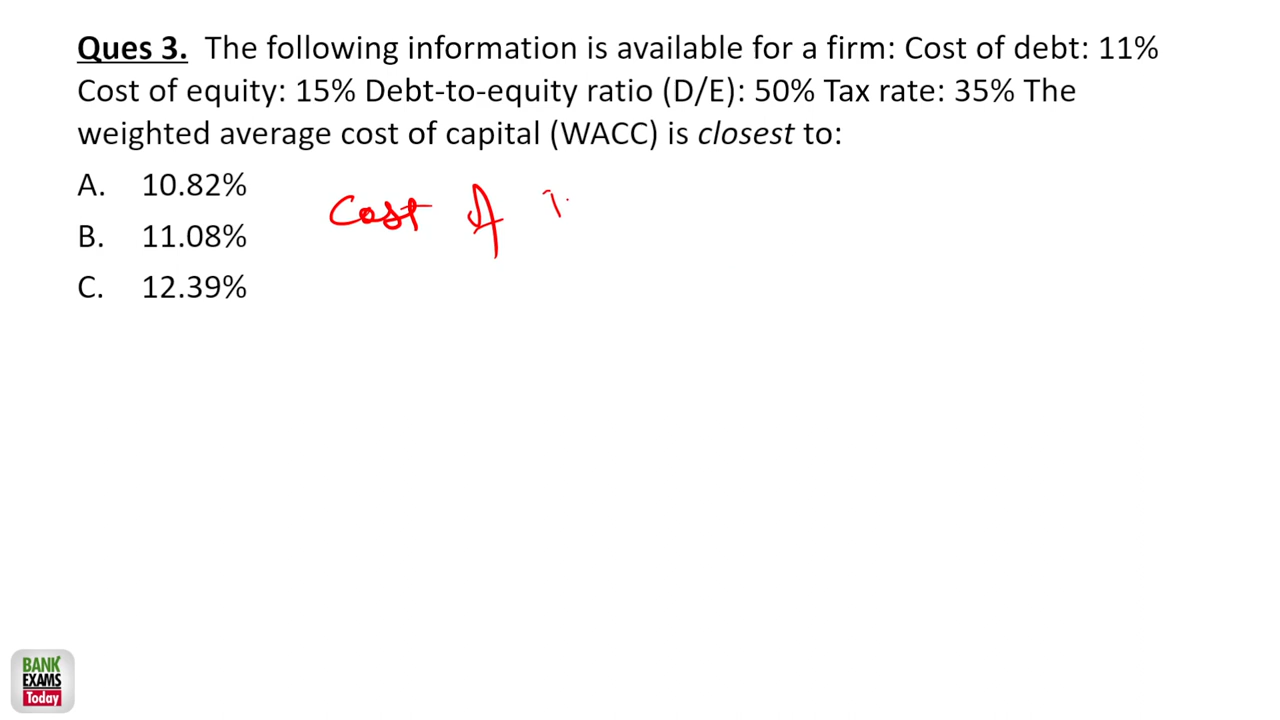 Ques 3. The following information is available for a firm: Cost of debt: 11%
Cost of equity: 15% Debt-to-equity ratio (D/E): 50% Tax rate: 35% The
weighted average cost of capital (WACC) is closest to:
A. 10.82%
Cost of
B. 11.08%
C. 12.39%
BANK
EXAMS
Today